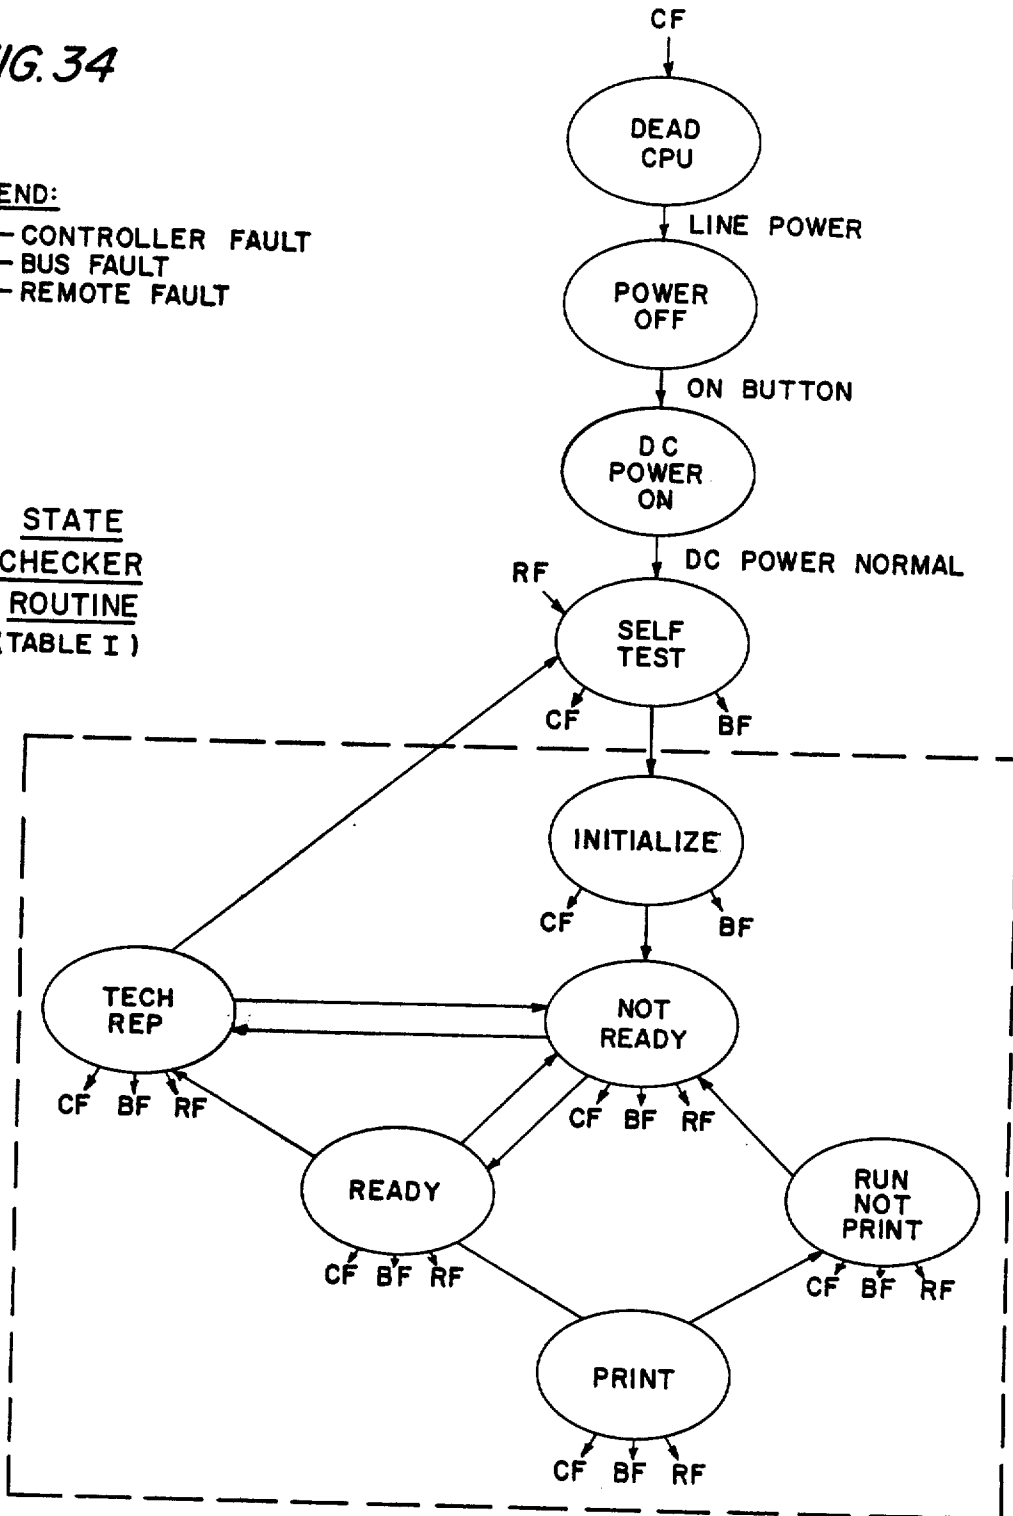 IG. 34
CF
DEAD
CPU
END:
– CONTROLLER FAULT
– BUS FAULT
– REMOTE FAULT
LINE POWER
POWER
OFF
ON BUTTON
DC
POWER
ON
STATE
CHECKER
ROUTINE
(TABLE I)
DC POWER NORMAL
RF
SELF
TEST
CF
BF
INITIALIZE
CF
BF
TECH
REP
NOT
READY
CF BF RF
CF BF RF
READY
RUN
NOT
PRINT
CF BF RF
CF BF RF
PRINT
CF BF RF